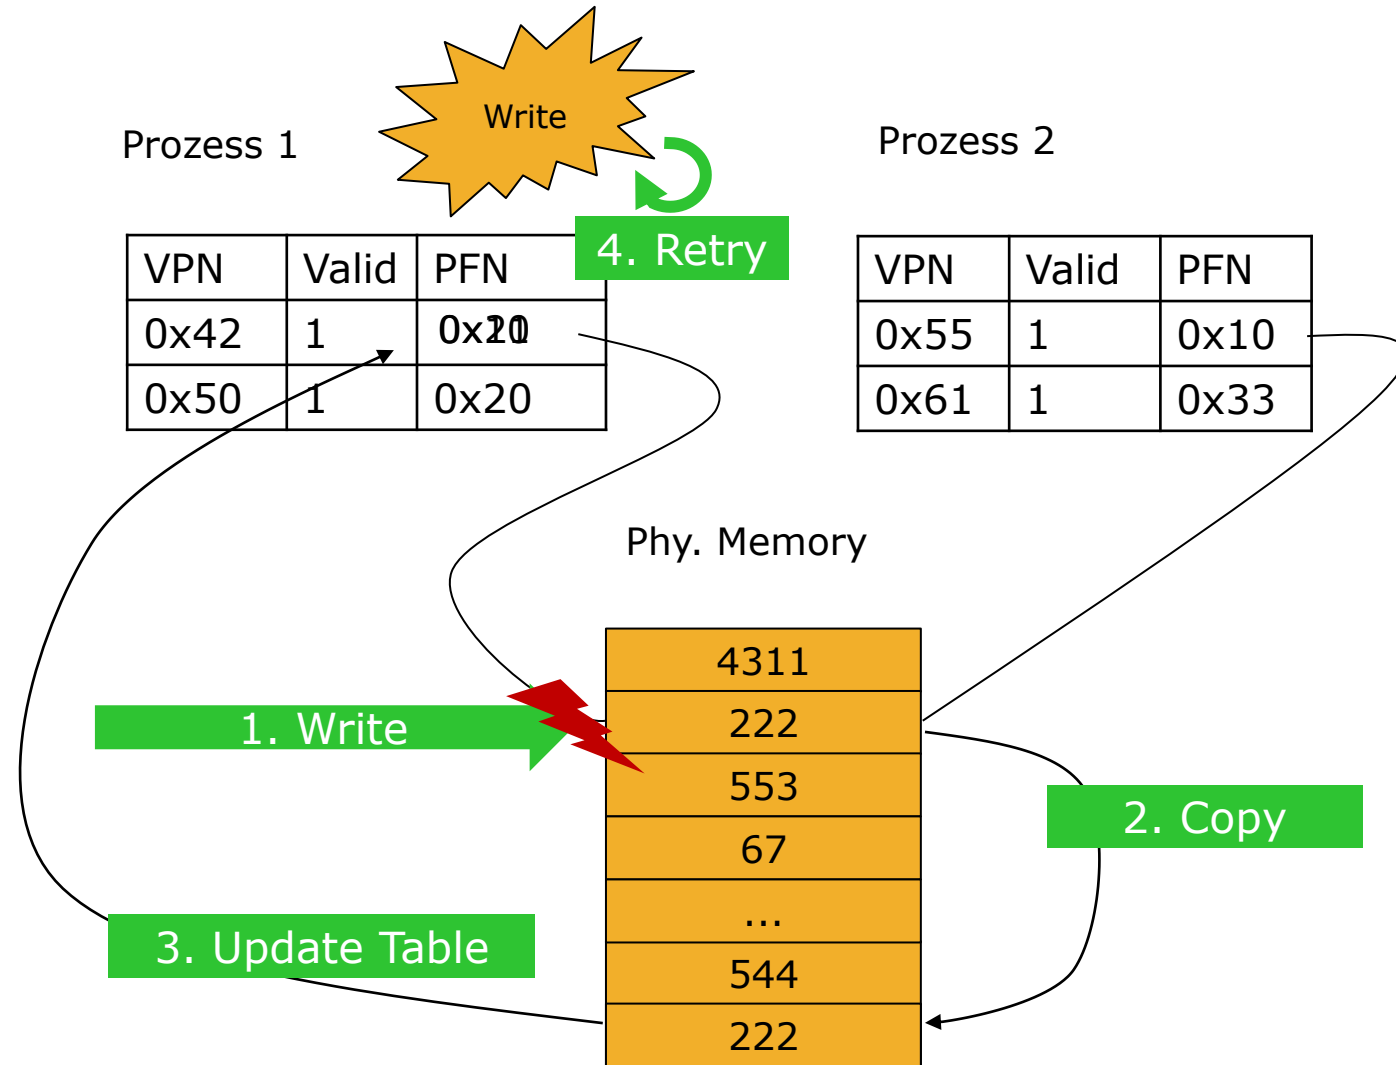 Write
Prozess 1
Prozess 2
4. Retry
VPN Valid PFN
0x42 1
0x50 1 0x20
VPN Valid PFN
0x55 1 0x10
0x61 1 0x33
Phy. Memory
4311
222
553
67
...
544
222
1. Write
2. Copy
3. Update Table